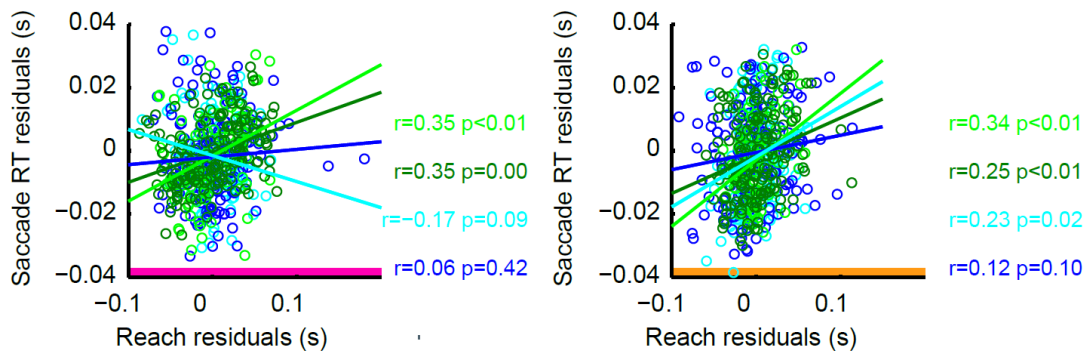 0.04
0.02
0
−0.02
−0.04
−0.1
0
0.1
Saccade RT residuals (s)
Reach residuals (s)
r=0.35 p<0.01
r=0.35 p=0.00
r=−0.17 p=0.09
r=0.06 p=0.42
0.04
0.02
0
−0.02
−0.04
−0.1
0
0.1
Saccade RT residuals (s)
Reach residuals (s)
r=0.34 p<0.01
r=0.25 p<0.01
r=0.23 p=0.02
r=0.12 p=0.10